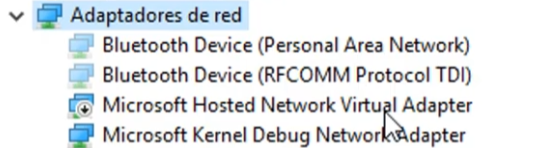 Adaptadores de red
Bluetooth Device (Personal Area Network)
Bluetooth Device (RFCOMM Protocol TDI)
Microsoft Hosted Network Virtual Adapter
Microsoft Kernel Debug Network Adapter